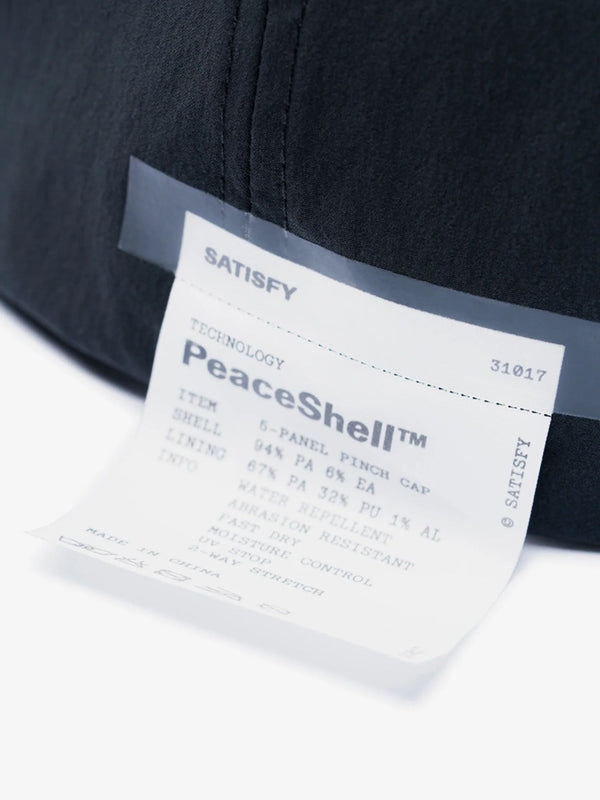 SATISFY
31017
TECHNOLOGY
PeaceShell™
ITEM 5-PANEL PINCH CAP
SHELL 94% PA 6% EA
LINING 67% PA 32% PU 1% AL
INFO WATER REPELLENT
ABRASION RESISTANT
FAST DRY
MOISTURE CONTROL
UV STOP
2-WAY STRETCH
MADE IN CHINA
© SATISFY